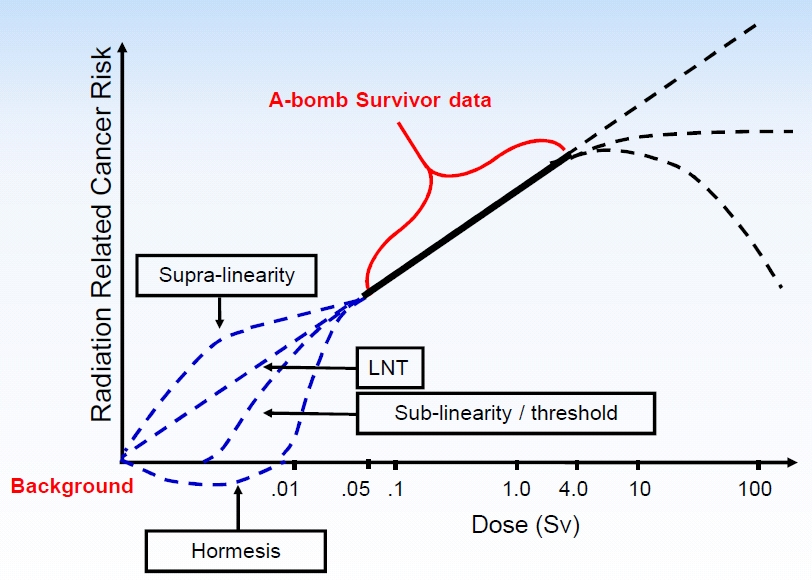 Radiation Related Cancer Risk
A-bomb Survivor data
Supra-linearity
LNT
Sub-linearity / threshold
Background
.01 .05 .1 1.0 4.0 10 100
Dose (Sv)
Hormesis